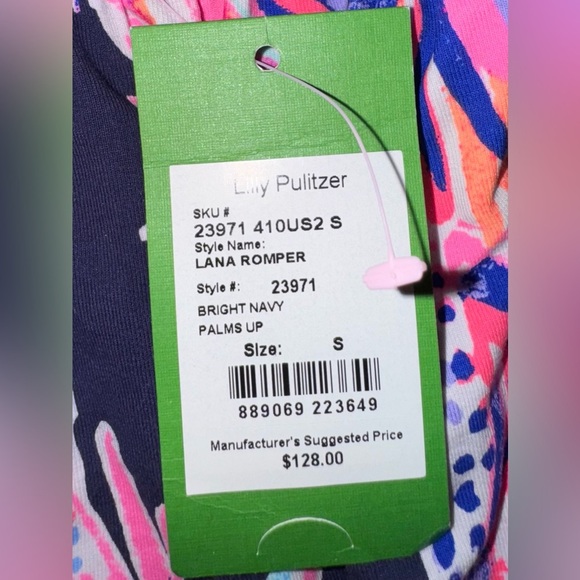 Lilly Pulitzer
SKU #
23971 410US2 S
Style Name:
LANA ROMPER
Style #: 23971
BRIGHT NAVY
PALMS UP
Size: S
889069 223649
Manufacturer's Suggested Price
$128.00